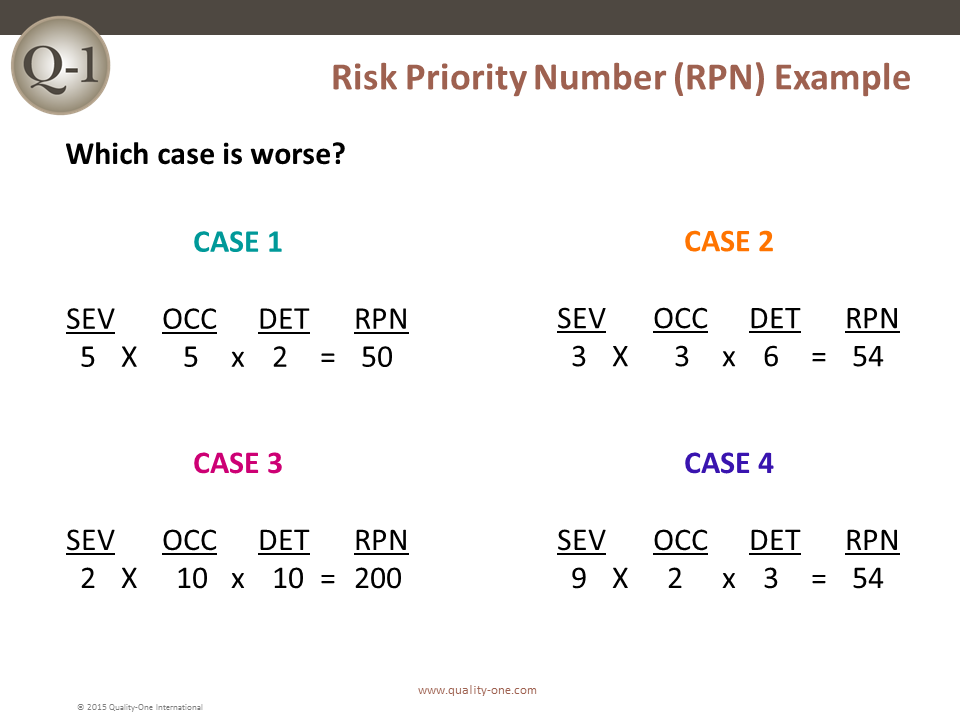 Q-1
Risk Priority Number (RPN) Example
Which case is worse?
CASE 1
SEV OCC DET RPN
5 X 5 x 2 = 50
CASE 2
SEV OCC DET RPN
3 X 3 x 6 = 54
CASE 3
SEV OCC DET RPN
2 X 10 x 10 = 200
CASE 4
SEV OCC DET RPN
9 X 2 x 3 = 54
www.quality-one.com
© 2015 Quality-One International